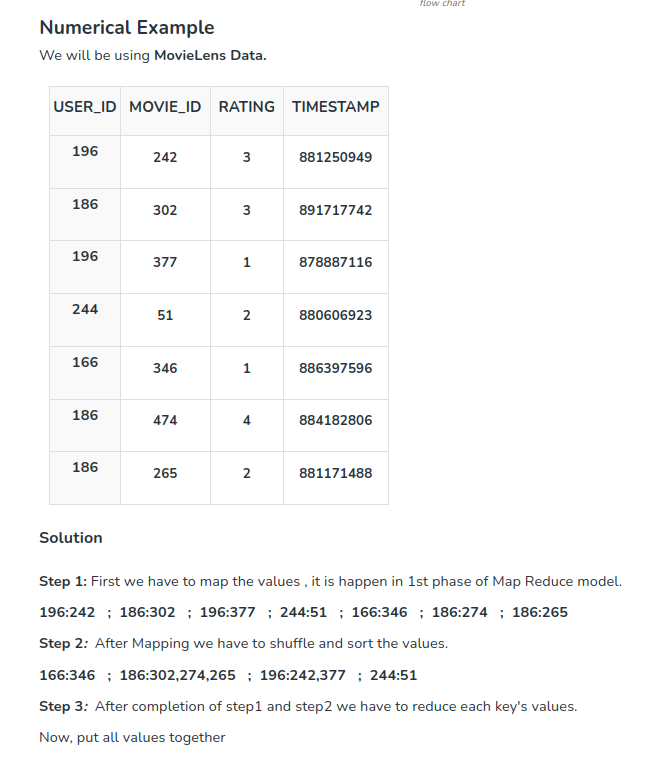 flow chart
Numerical Example
We will be using MovieLens Data.
USER_ID MOVIE_ID RATING TIMESTAMP
196 242 3 881250949
186 302 3 891717742
196 377 1 878887116
244 51 2 880606923
166 346 1 886397596
186 474 4 884182806
186 265 2 881171488
Solution
Step 1: First we have to map the values , it is happen in 1st phase of Map Reduce model.
196:242 ; 186:302 ; 196:377 ; 244:51 ; 166:346 ; 186:274 ; 186:265
Step 2: After Mapping we have to shuffle and sort the values.
166:346 ; 186:302,274,265 ; 196:242,377 ; 244:51
Step 3: After completion of step1 and step2 we have to reduce each key's values.
Now, put all values together